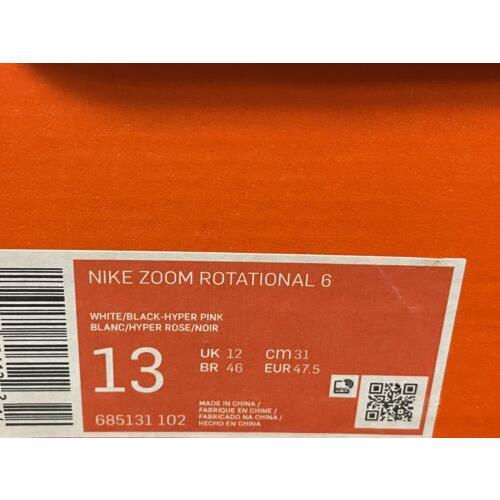 NIKE ZOOM ROTATIONAL 6
WHITE/BLACK-HYPER PINK
BLANC/HYPER ROSE/NOIR
13
UK 12 cm 31
BR 46 EUR 47.5
685131 102
MADE IN CHINA /
FABRIQUE EN CHINE /
FABRICADO NA CHINA /
HECHO EN CHINA